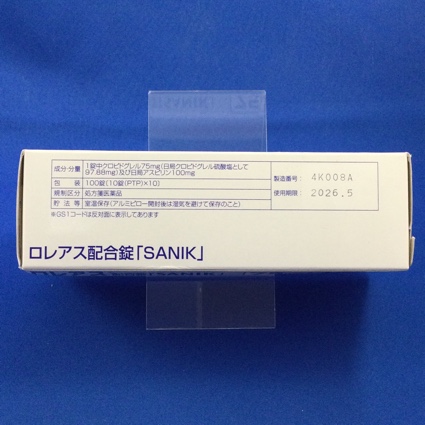 成分・分量 1錠中クロピドグレル75mg(日局クロピドグレル硫酸塩として
97.88mg)及び日局アスピリン100mg
包装 100錠[10錠(PTP)×10]
規制区分 処方箋医薬品
貯法等 室温保存(アルミピロー開封後は湿気を避けて保存のこと)
※GS1コードは反対面に表示してあります
製造番号: 4K008A
使用期限: 2026.5
ロレアス配合錠「SANIK」